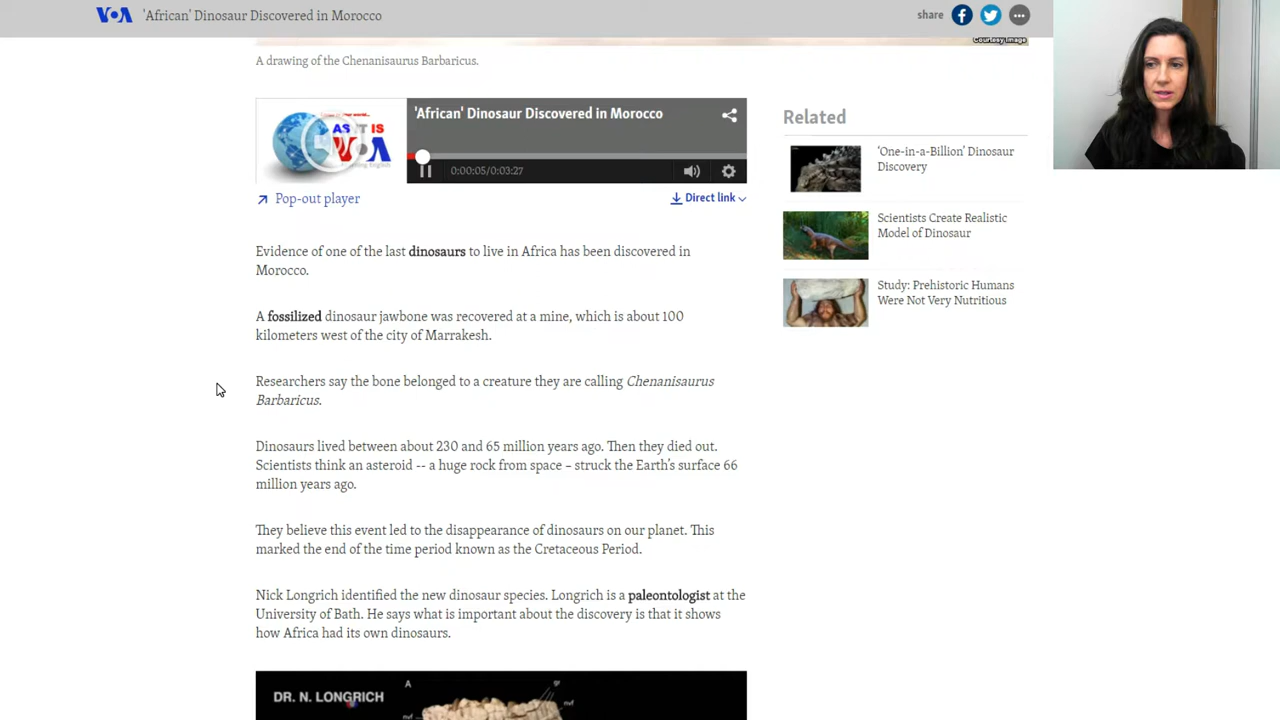 VOA 'African' Dinosaur Discovered in Morocco
share
Courtesy Image
A drawing of the Chenanisaurus Barbaricus.
AS IT IS
VOA
'African' Dinosaur Discovered in Morocco
0:00:05/0:03:27
Pop-out player
Direct link
Evidence of one of the last dinosaurs to live in Africa has been discovered in
Morocco.
A fossilized dinosaur jawbone was recovered at a mine, which is about 100
kilometers west of the city of Marrakesh.
Researchers say the bone belonged to a creature they are calling Chenanisaurus
Barbaricus.
Dinosaurs lived between about 230 and 65 million years ago. Then they died out.
Scientists think an asteroid -- a huge rock from space – struck the Earth's surface 66
million years ago.
They believe this event led to the disappearance of dinosaurs on our planet. This
marked the end of the time period known as the Cretaceous Period.
Nick Longrich identified the new dinosaur species. Longrich is a paleontologist at the
University of Bath. He says what is important about the discovery is that it shows
how Africa had its own dinosaurs.
DR. N. LONGRICH
A
Related
'One-in-a-Billion' Dinosaur
Discovery
Scientists Create Realistic
Model of Dinosaur
Study: Prehistoric Humans
Were Not Very Nutritious